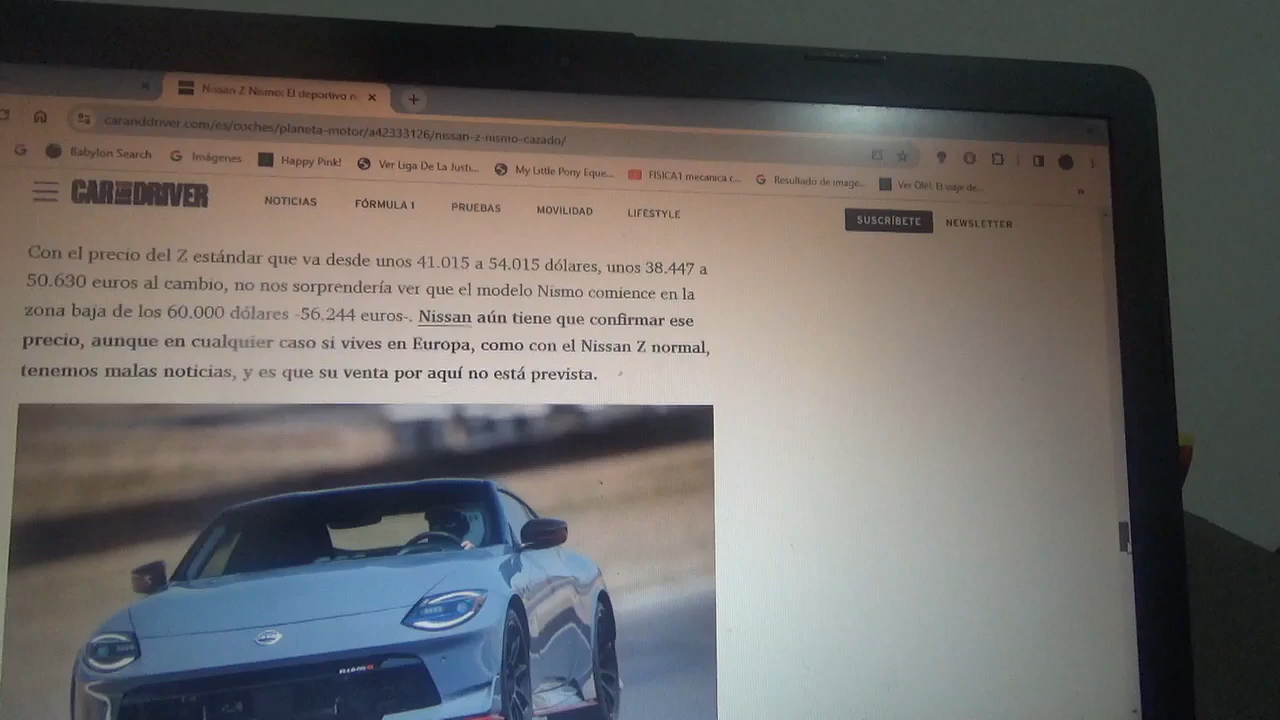 Nissan Z Nismo: El deportivo n
caranddriver.com/es/coches/planeta-motor/a42333126/nissan-z-nismo-cazado/
Babylon Search Imágenes Happy Pink! Ver Liga De La Justi... My Little Pony Eque... FISICA1 mecanica c... Resultado de image... Ver Olé!, El viaje de...
CAR AND DRIVER NOTICIAS FÓRMULA 1 PRUEBAS MOVILIDAD LIFESTYLE SUSCRÍBETE NEWSLETTER
Con el precio del Z estándar que va desde unos 41.015 a 54.015 dólares, unos 38.447 a
50.630 euros al cambio, no nos sorprendería ver que el modelo Nismo comience en la
zona baja de los 60.000 dólares -56.244 euros-. Nissan aún tiene que confirmar ese
precio, aunque en cualquier caso si vives en Europa, como con el Nissan Z normal,
tenemos malas noticias, y es que su venta por aquí no está prevista.
nismo